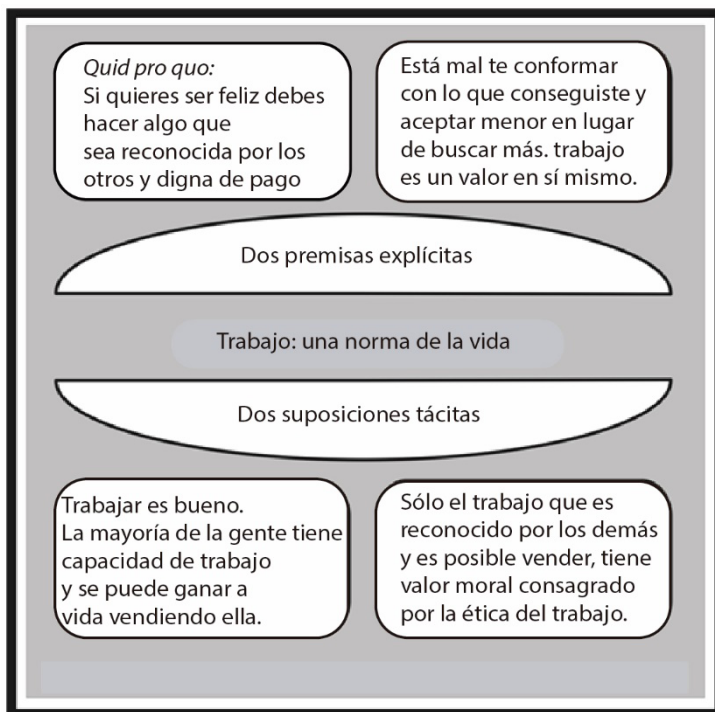 Quid pro quo:
Si quieres ser feliz debes
hacer algo que
sea reconocida por los
otros y digna de pago
Está mal te conformar
con lo que conseguiste y
aceptar menor en lugar
de buscar más. trabajo
es un valor en sí mismo.
Dos premisas explícitas
Trabajo: una norma de la vida
Dos suposiciones tácitas
Trabajar es bueno.
La mayoría de la gente tiene
capacidad de trabajo
y se puede ganar a
vida vendiendo ella.
Sólo el trabajo que es
reconocido por los demás
y es posible vender, tiene
valor moral consagrado
por la ética del trabajo.